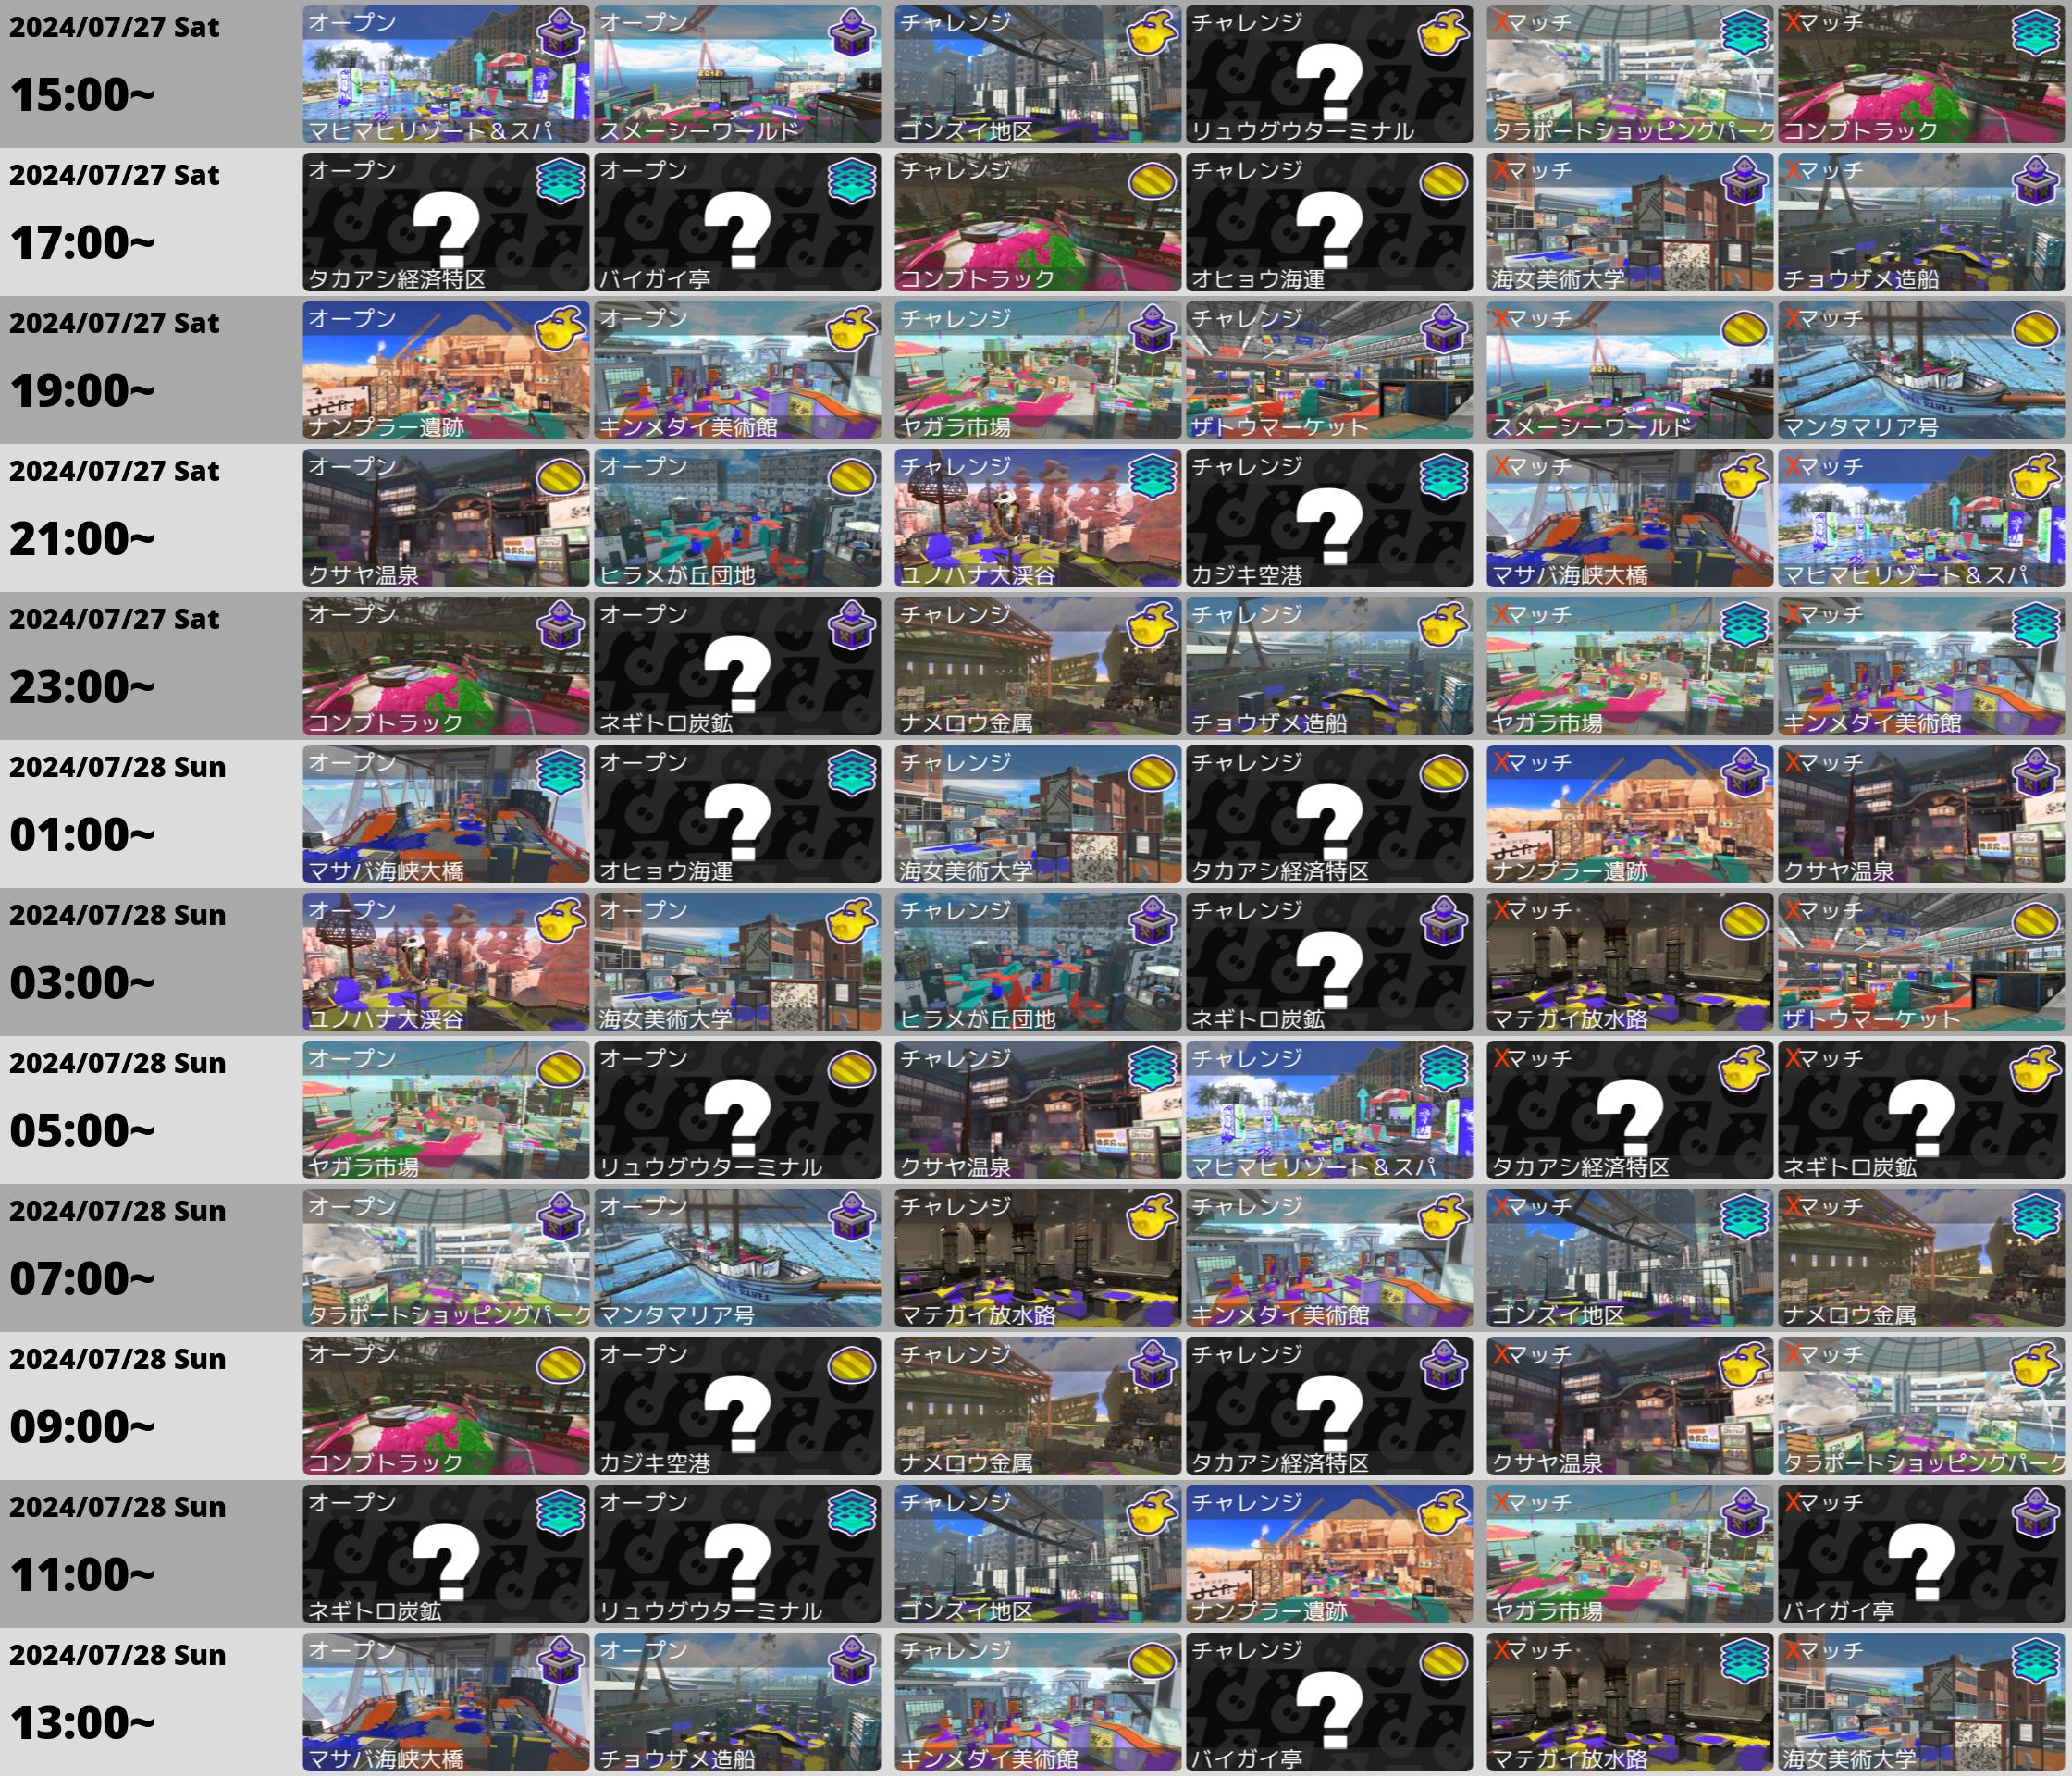 2024/07/27 Sat
15:00~
オープン
マヒマヒリゾート＆スパ
オープン
スメーシーワールド
チャレンジ
ゴンズイ地区
チャレンジ
リュウグウターミナル
Xマッチ
タラポートショッピングパーク
Xマッチ
コンブトラック
2024/07/27 Sat
17:00~
オープン
タカアシ経済特区
オープン
バイガイ亭
チャレンジ
コンブトラック
チャレンジ
オヒョウ海運
Xマッチ
海女美術大学
Xマッチ
チョウザメ造船
2024/07/27 Sat
19:00~
オープン
ナンプラー遺跡
オープン
キンメダイ美術館
チャレンジ
ヤガラ市場
チャレンジ
ザトウマーケット
Xマッチ
スメーシーワールド
Xマッチ
マンタマリア号
2024/07/27 Sat
21:00~
オープン
クサヤ温泉
オープン
ヒラメが丘団地
チャレンジ
ユノハナ大渓谷
チャレンジ
カジキ空港
Xマッチ
マサバ海峡大橋
Xマッチ
マヒマヒリゾート＆スパ
2024/07/27 Sat
23:00~
オープン
コンブトラック
オープン
ネギトロ炭鉱
チャレンジ
ナメロウ金属
チャレンジ
チョウザメ造船
Xマッチ
ヤガラ市場
Xマッチ
キンメダイ美術館
2024/07/28 Sun
01:00~
オープン
マサバ海峡大橋
オープン
オヒョウ海運
チャレンジ
海女美術大学
チャレンジ
タカアシ経済特区
Xマッチ
ナンプラー遺跡
Xマッチ
クサヤ温泉
2024/07/28 Sun
03:00~
オープン
ユノハナ大渓谷
オープン
海女美術大学
チャレンジ
ヒラメが丘団地
チャレンジ
ネギトロ炭鉱
Xマッチ
マテガイ放水路
Xマッチ
ザトウマーケット
2024/07/28 Sun
05:00~
オープン
ヤガラ市場
オープン
リュウグウターミナル
チャレンジ
クサヤ温泉
チャレンジ
マヒマヒリゾート＆スパ
Xマッチ
タカアシ経済特区
Xマッチ
ネギトロ炭鉱
2024/07/28 Sun
07:00~
オープン
タラポートショッピングパーク
オープン
マンタマリア号
チャレンジ
マテガイ放水路
チャレンジ
キンメダイ美術館
Xマッチ
ゴンズイ地区
Xマッチ
ナメロウ金属
2024/07/28 Sun
09:00~
オープン
コンブトラック
オープン
カジキ空港
チャレンジ
ナメロウ金属
チャレンジ
タカアシ経済特区
Xマッチ
クサヤ温泉
Xマッチ
タラポートショッピングパーク
2024/07/28 Sun
11:00~
オープン
ネギトロ炭鉱
オープン
リュウグウターミナル
チャレンジ
ゴンズイ地区
チャレンジ
ナンプラー遺跡
Xマッチ
ヤガラ市場
Xマッチ
バイガイ亭
2024/07/28 Sun
13:00~
オープン
マサバ海峡大橋
オープン
チョウザメ造船
チャレンジ
キンメダイ美術館
チャレンジ
バイガイ亭
Xマッチ
マテガイ放水路
Xマッチ
海女美術大学